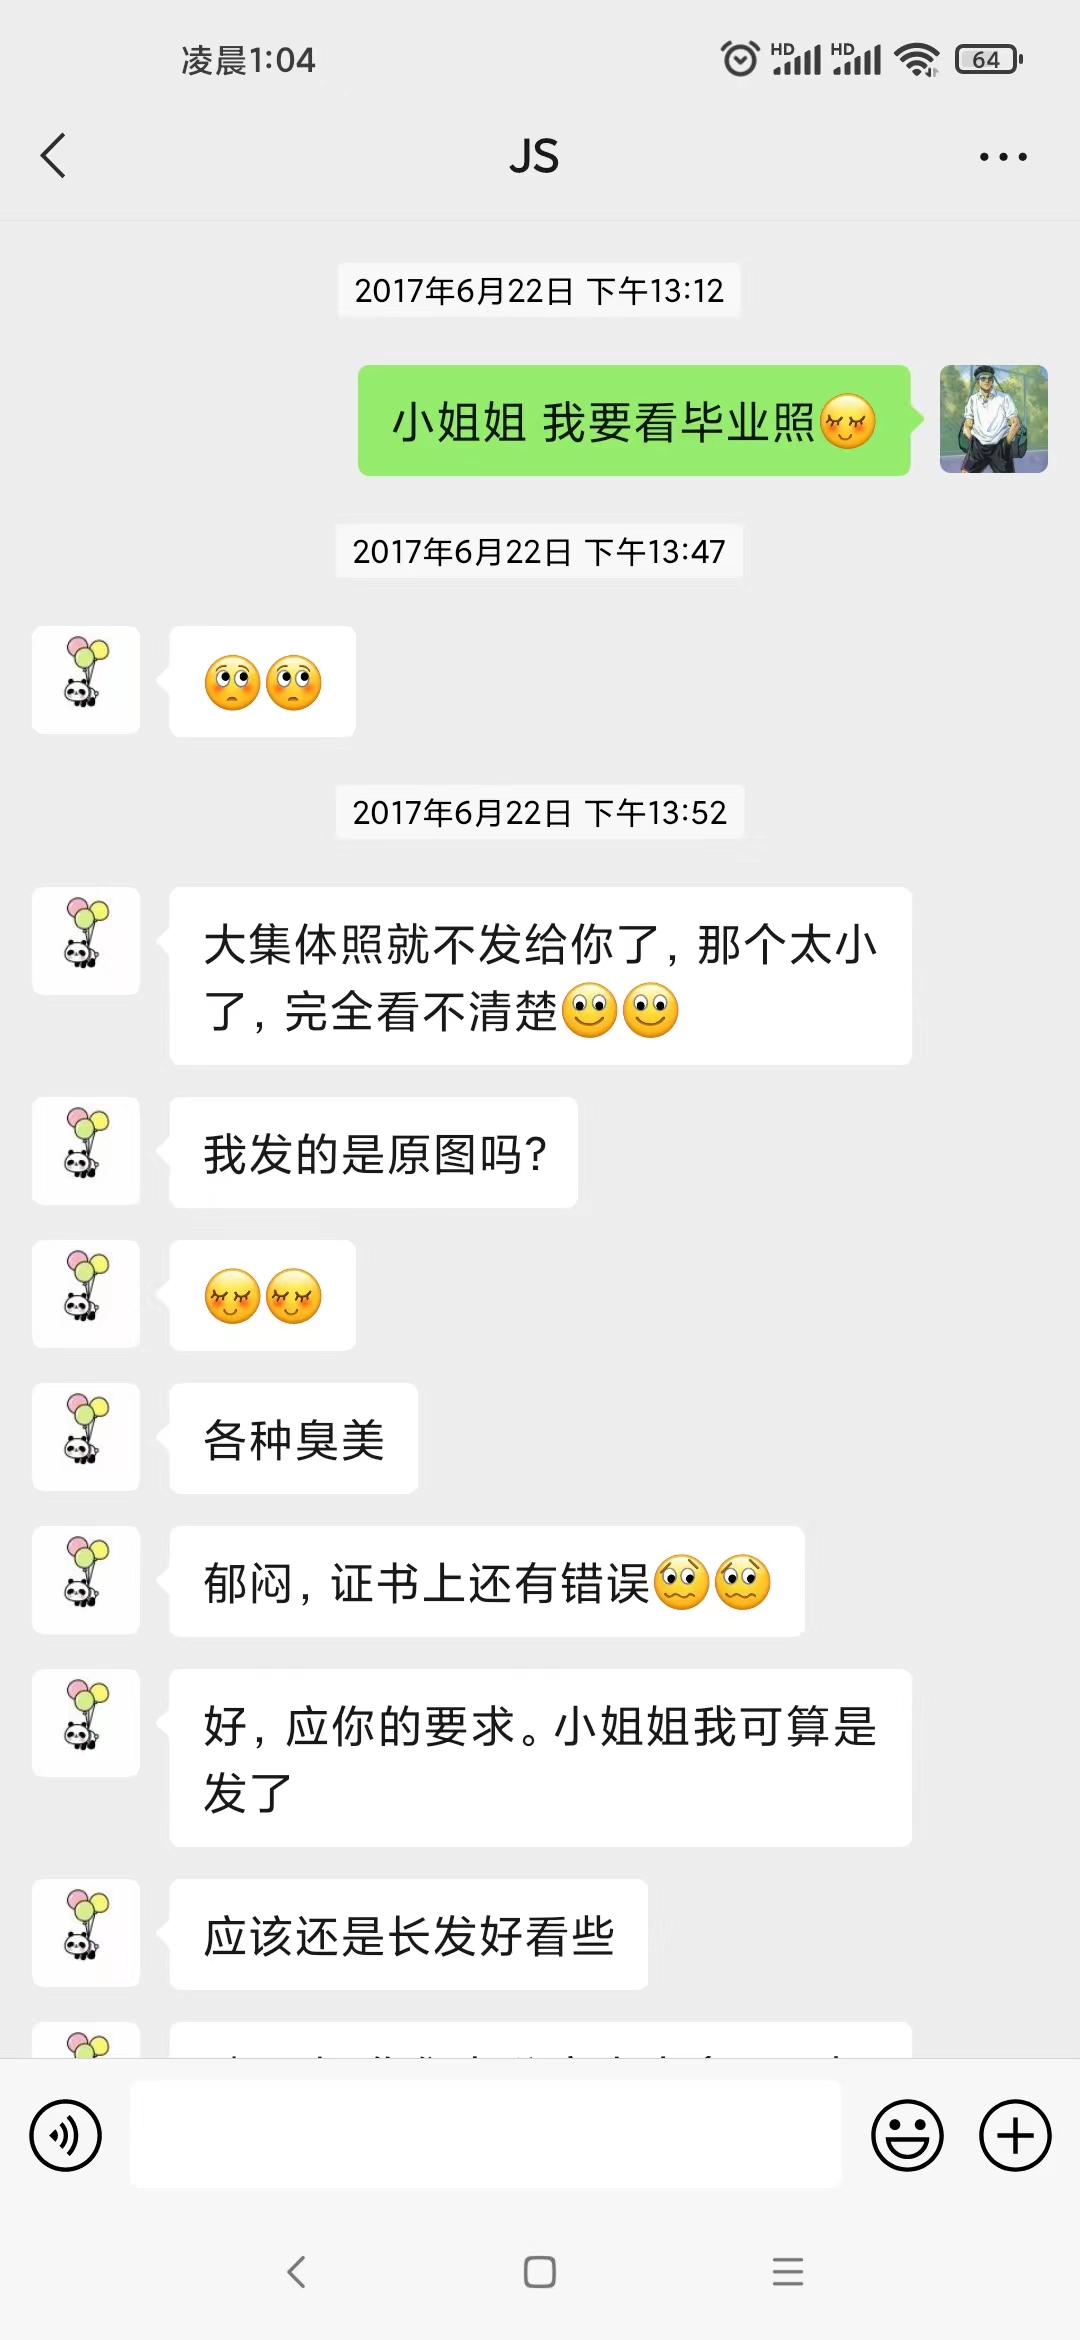 凌晨1:04
HD HD 64
JS
2017年6月22日 下午13:12
小姐姐 我要看毕业照
2017年6月22日 下午13:47
2017年6月22日 下午13:52
大集体照就不发给你了, 那个太小
了, 完全看不清楚
我发的是原图吗?
各种臭美
郁闷, 证书上还有错误
好, 应你的要求。小姐姐我可算是
发了
应该还是长发好看些